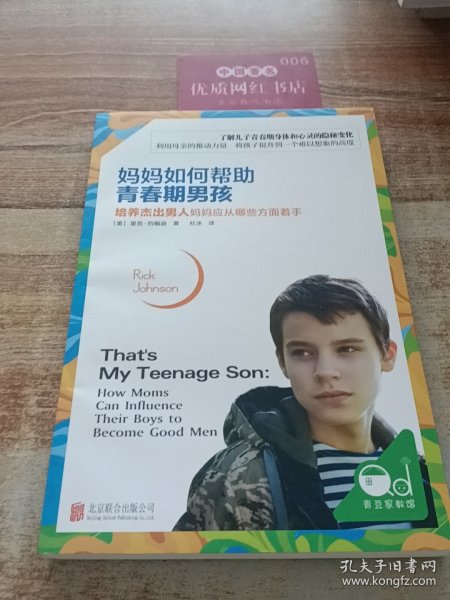 006
中国著名
优质网红书店
了解儿子青春期身体和心灵的隐秘变化
利用母亲的推动力量 将孩子提升到一个难以想象的高度
妈妈如何帮助
青春期男孩
培养杰出男人妈妈应从哪些方面着手
[美] 里克·约翰逊 著 杜冰 译
Rick
Johnson
That's
My Teenage Son:
How Moms
Can Influence
Their Boys to
Become Good Men
北京联合出版公司
Beijing United Publishing Co.,Ltd.
青豆家教馆
孔夫子旧书网
www.kongfz.com